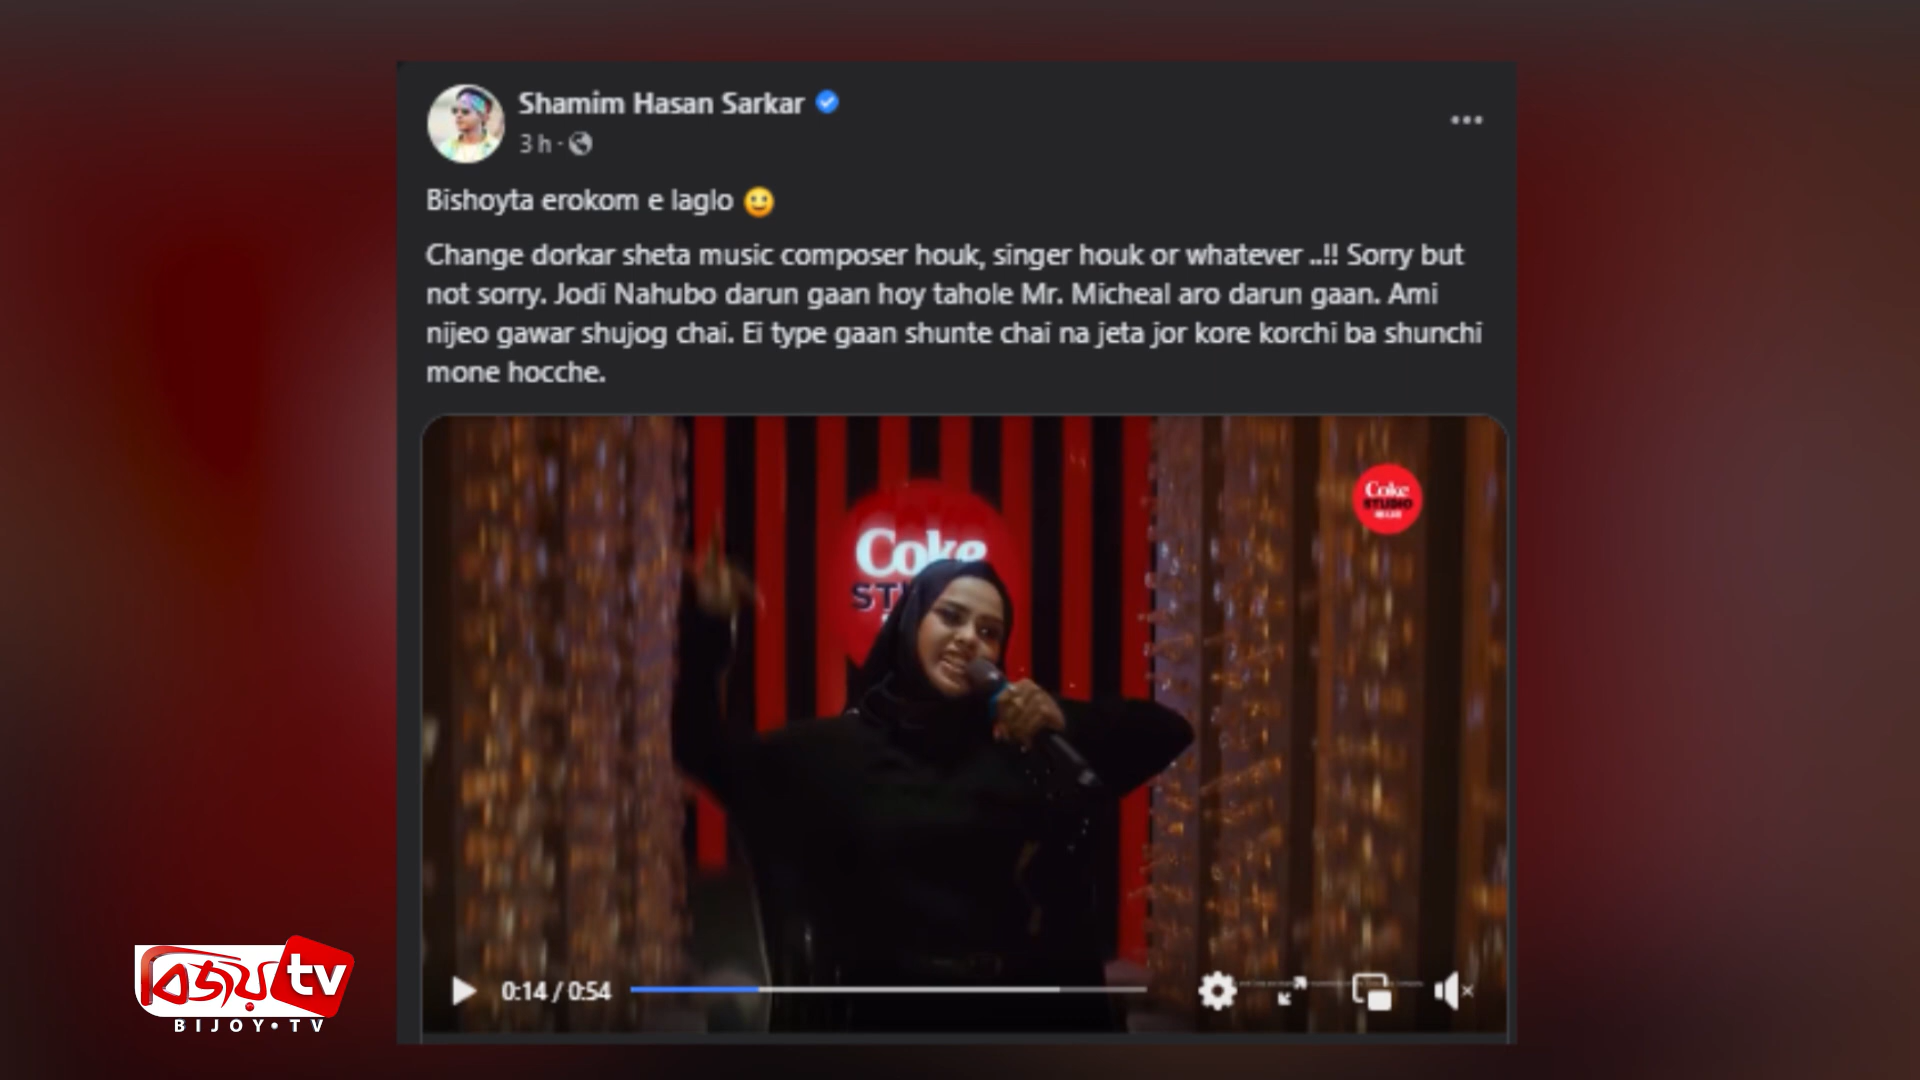 Shamim Hasan Sarkar
3 h ·
Bishoyta erokom e laglo
Change dorkar sheta music composer houk, singer houk or whatever ..!! Sorry but
not sorry. Jodi Nahubo darun gaan hoy tahole Mr. Micheal aro darun gaan. Ami
nijeo gawar shujog chai. Ei type gaan shunte chai na jeta jor kore korchi ba shunchi
mone hocche.
Coke
STUDIO
Coke
ST
0:14 / 0:54
বিজয় tv
BIJOY•TV